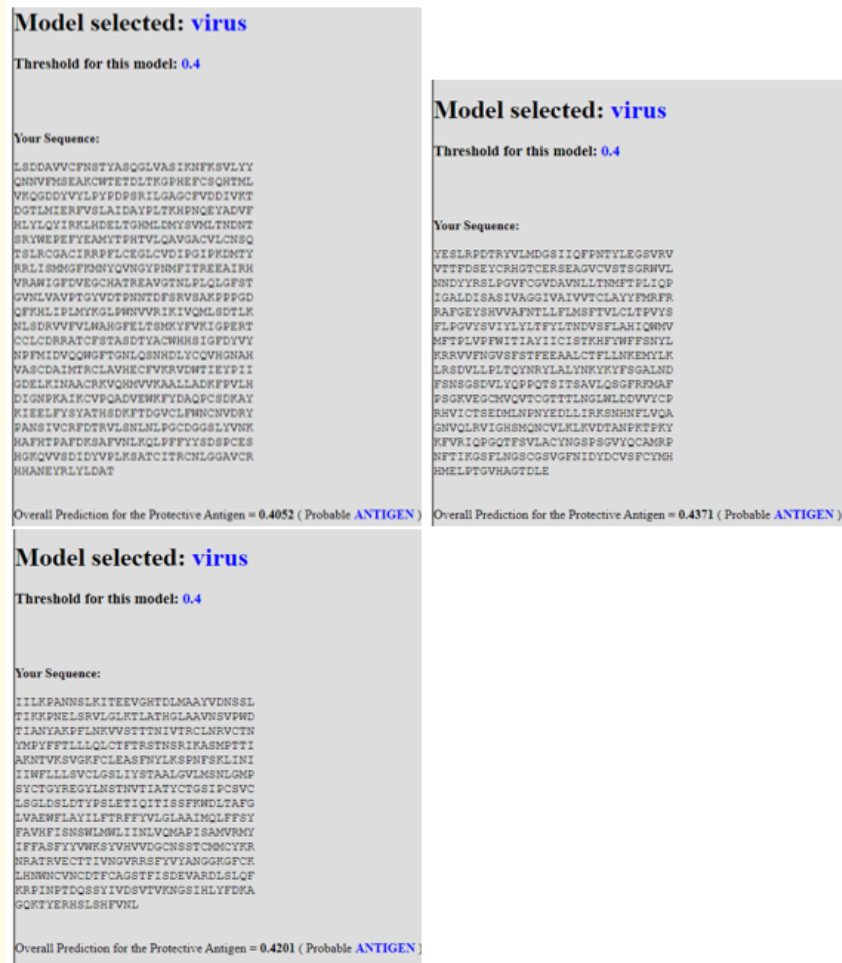 Model selected: virus
Threshold for this model: 0.4
Your Sequence:
LSDDAVVCFNSTYASQGLVASIKNFKSVLYY
QNNVFMSEAKCWTETDLTKGPHEFCSQHTML
VKQGDDYVYLPYPDPSRILGAGCFVDDIVKT
DGTLMIERFVSLAIDAYPLTKHPNQEYADVF
HLYLQYIRKLHDELTGHMLDMYSVMLTNDNT
SRYWEPEFYEAMYTPHTVLQAVGACVLCNSQ
TSLRCGACIRRPFLCEGLCVDIPGIPKDMTY
RRLISMMGFKMNYQVNGYPNMFITREEAIRH
VRAWIGFDVEGCHATREAVGTNLPLQLGFST
GVNLVAVPTGYVDTPNNTDFSRVSAKPPPGD
QFKHLIPLMYKGLPWNVVRIKIVQMLSDTLK
NLSDRVVFVLWAHGFELTSMKYFVKIGPERT
CCLCDRRATCFSTASDTYACWHHSIGFDYVY
NPFMIDVQQWGFTGNLQSNHDLYCQVHGNAH
VASCDAIMTRCLAVHECFVKRVDWTIEYPII
GDELKINAACRKVQHMVVKAALLADKFPVLH
DIGNPKAIKCVPQADVEWKFYDAQPCSDKAY
KIEELFYSYATHSDKFTDGVCLFWNCNVDRY
PANSIVCRFDTRVLSNLNLPGCDGGSLYVNK
HAFHTPAFDKSAFVNLKQLPFFYYSDSPCES
HGKQVVSDIDYVPLKSATCITRCNLGGAVCR
HHANEYRLYLDAT
Overall Prediction for the Protective Antigen = 0.4052 ( Probable ANTIGEN )
Model selected: virus
Threshold for this model: 0.4
Your Sequence:
YESLRPDTRYVLMDGSIIQFPNTYLEGSVRV
VTTFDSEYCRHGTCERSEAGVCVSTSGRWVL
NNDYYRSLPGVFCGVDAVNLLTNMFTPLIQP
IGALDISASIVAGGIVAIVVTCLAYYFMRFR
RAFGEYSHVVAFNTLLFLMSFTVLCLTPVYS
FLPGVYSVIYLYLTFYLTNDVSFLAHIQWMV
MFTPLVPFWITIAYIICISTKHFYWFFSNYL
KRRVVFNGVSFSTFEEAALCTFLLNKEMYLK
LRSDVLLPLTQYNRYLALYNKYKYFSGALND
FSNSGSDVLYQPPQTSITSAVLQSGFRKMAF
PSGKVEGCMVQVTCGTTTLNGLWLDDVVYCP
RHVICTSEDMLNPNYEDLLIRKSNHNFLVQA
GNVQLRVIGHSMQNCVLKLKVDTANPKTPKY
KFVRIQPGQTFSVLACYNGSPSGVYQCAMRP
NFTIKGSFLNGSCGSVGFNIDYDCVSFCYMH
HMELPTGVHAGTDLE
Overall Prediction for the Protective Antigen = 0.4371 ( Probable ANTIGEN )
Model selected: virus
Threshold for this model: 0.4
Your Sequence:
IILKPANNSLKITEEVGHTDLMAAYVDNSSL
TIKKPNELSRVLGLKTLATHGLAAVNSVPWD
TIANYAKPFLNKVVSTTTNIVTRCLNRVCTN
YMPYFFTLLLQLCTFTRSTNSRIKASMPTTI
AKNTVKSVGKFCLEASFNYLKSPNFSKLINI
IIWFLLLSVCLGSLIYSTAALGVLMSNLGMP
SYCTGYREGYLNSTNVTIATYCTGSIPCSVC
LSGLDSLDTYPSLETIQITISSFKWDLTAFG
LVAEWFLAYILFTRFFYVLGLAAIMQLFFSY
FAVHFISNSWLMWLIINLVQMAPISAMVRMY
IFFASFYYVWKSYVHVVDGCNSSTCMMCYKR
NRATRVECTTIVNGVRRSFYVYANGGKGFCK
LHNWNCVNCDTFCAGSTFISDEVARDLSLQF
KRPINPTDQSSYIVDSVTVKNGSIHLYFDKA
GQKTYERHSLSHFVNL
Overall Prediction for the Protective Antigen = 0.4201 ( Probable ANTIGEN )